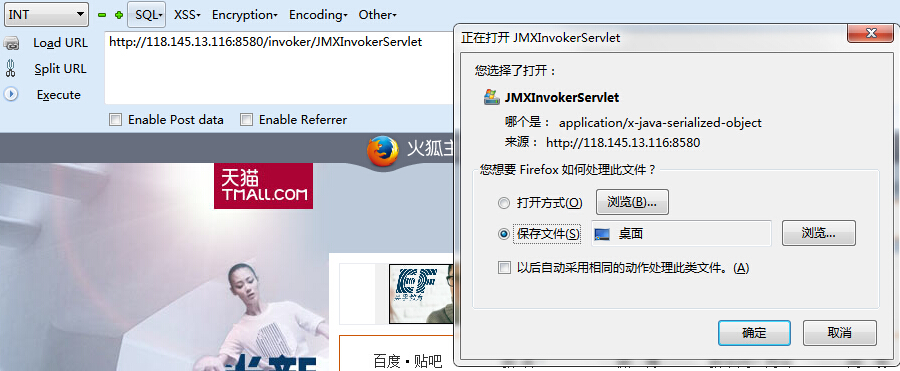 INT
SQL
XSS
Encryption
Encoding
Other
Load URL
http://118.145.13.116:8580/invoker/JMXInvokerServlet
Split URL
Execute
Enable Post data
Enable Referrer
火狐主
天猫
TMALL.COM
EF
英孚教育
百度·贴吧
正在打开 JMXInvokerServlet
您选择了打开：
JMXInvokerServlet
哪个是： application/x-java-serialized-object
来源： http://118.145.13.116:8580
您想要 Firefox 如何处理此文件？
打开方式(O)
浏览(B)...
保存文件(S)
桌面
浏览...
以后自动采用相同的动作处理此类文件。(A)
确定
取消